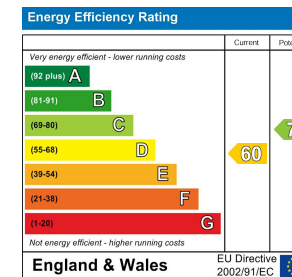 Energy Efficiency Rating
Current
Very energy efficient - lower running costs
(92 plus) A
(81-91) B
(69-80) C
(55-68) D
60
(39-54) E
(21-38) F
(1-20) G
Not energy efficient - higher running costs
England & Wales
EU Directive
2002/91/EC